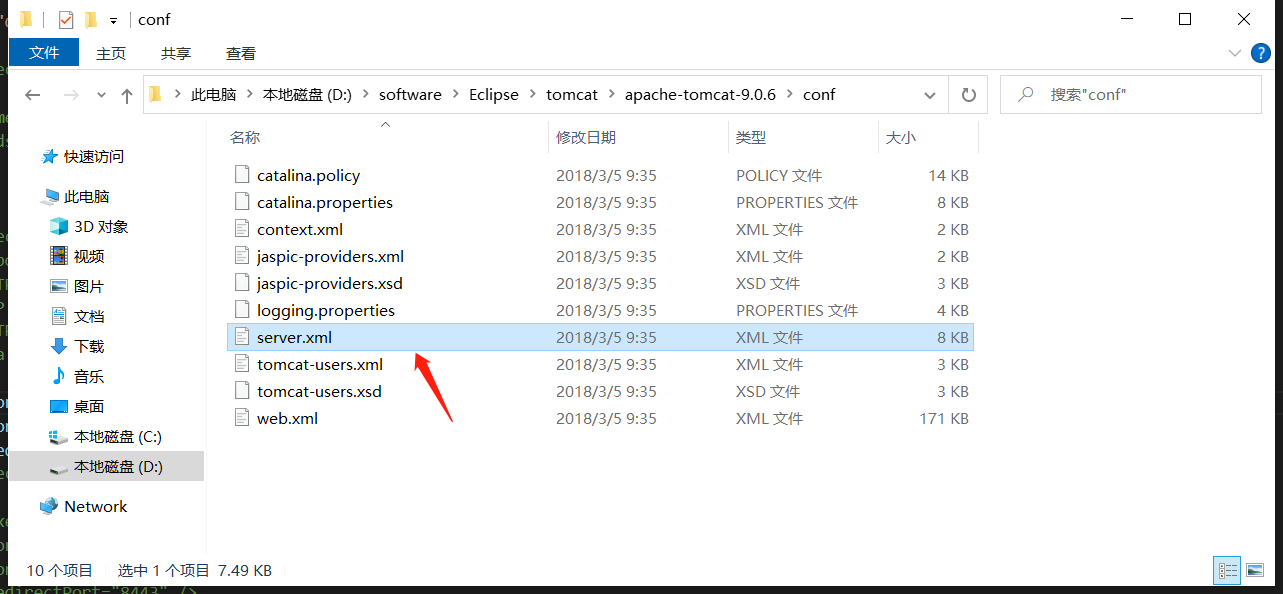 conf
文件 主页 共享 查看
此电脑 本地磁盘 (D:) software Eclipse tomcat apache-tomcat-9.0.6 conf 搜索"conf"
名称 修改日期 类型 大小
快速访问
此电脑
3D 对象
视频
图片
文档
下载
音乐
桌面
本地磁盘 (C:)
本地磁盘 (D:)
Network
catalina.policy 2018/3/5 9:35 POLICY 文件 14 KB
catalina.properties 2018/3/5 9:35 PROPERTIES 文件 8 KB
context.xml 2018/3/5 9:35 XML 文件 2 KB
jaspic-providers.xml 2018/3/5 9:35 XML 文件 2 KB
jaspic-providers.xsd 2018/3/5 9:35 XSD 文件 3 KB
logging.properties 2018/3/5 9:35 PROPERTIES 文件 4 KB
server.xml 2018/3/5 9:35 XML 文件 8 KB
tomcat-users.xml 2018/3/5 9:35 XML 文件 3 KB
tomcat-users.xsd 2018/3/5 9:35 XSD 文件 3 KB
web.xml 2018/3/5 9:35 XML 文件 171 KB
10 个项目 选中 1 个项目 7.49 KB